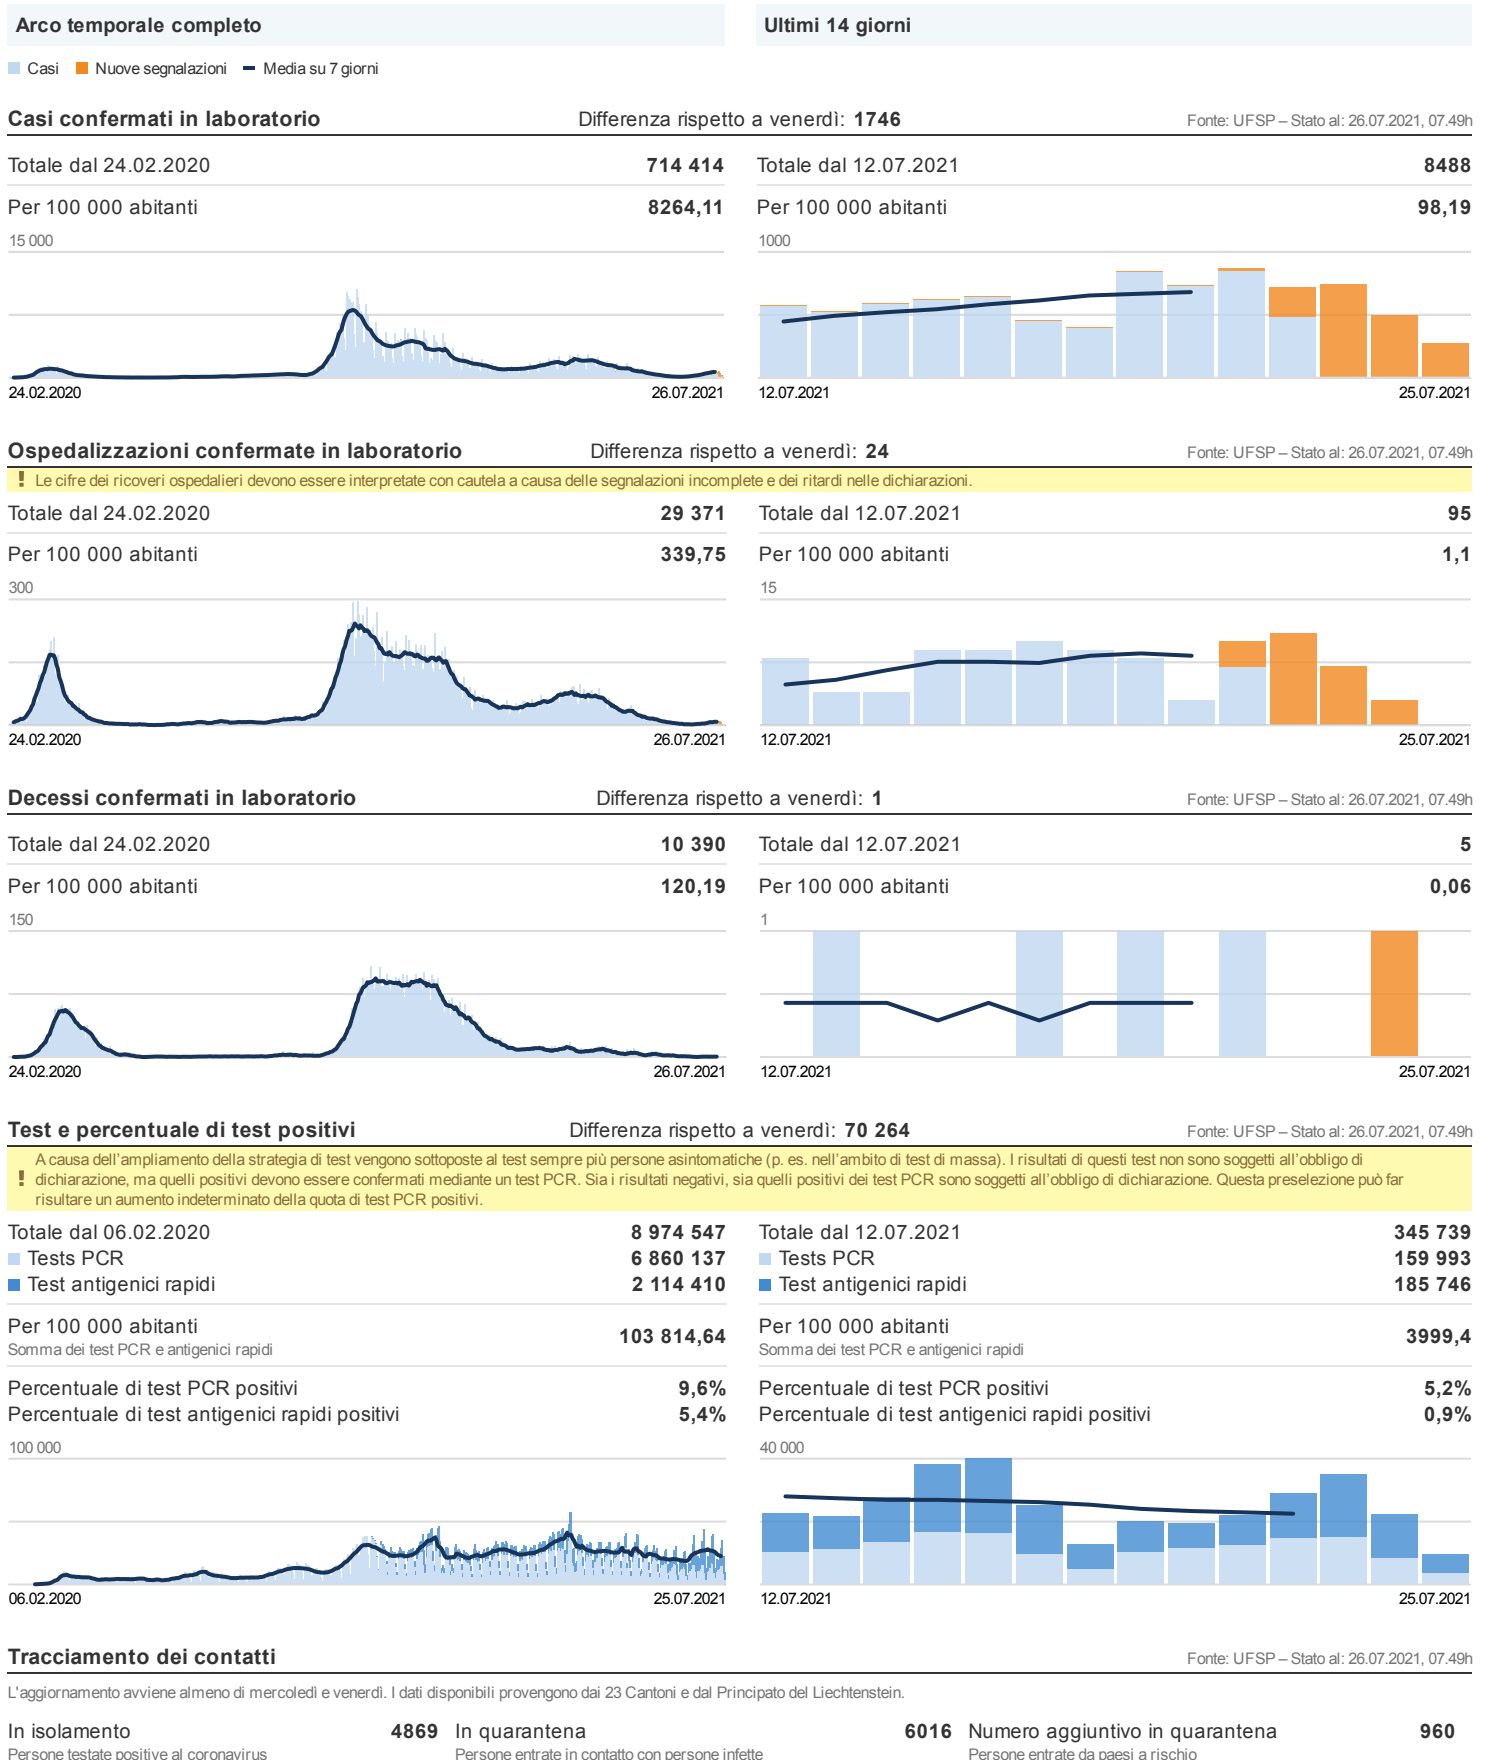 Arco temporale completo
Ultimi 14 giorni
Casi Nuove segnalazioni Media su 7 giorni
Casi confermati in laboratorio
Differenza rispetto a venerdì: 1746
Fonte: UFSP – Stato al: 26.07.2021, 07.49h
Totale dal 24.02.2020 714 414
Per 100 000 abitanti 8264,11
15 000
24.02.2020 26.07.2021
Totale dal 12.07.2021 8488
Per 100 000 abitanti 98,19
1000
12.07.2021 25.07.2021
Ospedalizzazioni confermate in laboratorio
Differenza rispetto a venerdì: 24
Fonte: UFSP – Stato al: 26.07.2021, 07.49h
! Le cifre dei ricoveri ospedalieri devono essere interpretate con cautela a causa delle segnalazioni incomplete e dei ritardi nelle dichiarazioni.
Totale dal 24.02.2020 29 371
Per 100 000 abitanti 339,75
300
24.02.2020 26.07.2021
Totale dal 12.07.2021 95
Per 100 000 abitanti 1,1
15
12.07.2021 25.07.2021
Decessi confermati in laboratorio
Differenza rispetto a venerdì: 1
Fonte: UFSP – Stato al: 26.07.2021, 07.49h
Totale dal 24.02.2020 10 390
Per 100 000 abitanti 120,19
150
24.02.2020 26.07.2021
Totale dal 12.07.2021 5
Per 100 000 abitanti 0,06
1
12.07.2021 25.07.2021
Test e percentuale di test positivi
Differenza rispetto a venerdì: 70 264
Fonte: UFSP – Stato al: 26.07.2021, 07.49h
A causa dell'ampliamento della strategia di test vengono sottoposte al test sempre più persone asintomatiche (p. es. nell'ambito di test di massa). I risultati di questi test non sono soggetti all'obbligo di
! dichiarazione, ma quelli positivi devono essere confermati mediante un test PCR. Sia i risultati negativi, sia quelli positivi dei test PCR sono soggetti all'obbligo di dichiarazione. Questa preselezione può far
risultare un aumento indeterminato della quota di test PCR positivi.
Totale dal 06.02.2020 8 974 547
Tests PCR 6 860 137
Test antigenici rapidi 2 114 410
Per 100 000 abitanti 103 814,64
Somma dei test PCR e antigenici rapidi
Percentuale di test PCR positivi 9,6%
Percentuale di test antigenici rapidi positivi 5,4%
100 000
06.02.2020 25.07.2021
Totale dal 12.07.2021 345 739
Tests PCR 159 993
Test antigenici rapidi 185 746
Per 100 000 abitanti 3999,4
Somma dei test PCR e antigenici rapidi
Percentuale di test PCR positivi 5,2%
Percentuale di test antigenici rapidi positivi 0,9%
40 000
12.07.2021 25.07.2021
Tracciamento dei contatti
Fonte: UFSP – Stato al: 26.07.2021, 07.49h
L'aggiornamento avviene almeno di mercoledì e venerdì. I dati disponibili provengono dai 23 Cantoni e dal Principato del Liechtenstein.
In isolamento 4869
Persone testate positive al coronavirus
In quarantena 6016
Persone entrate in contatto con persone infette
Numero aggiuntivo in quarantena 960
Persone entrate da paesi a rischio